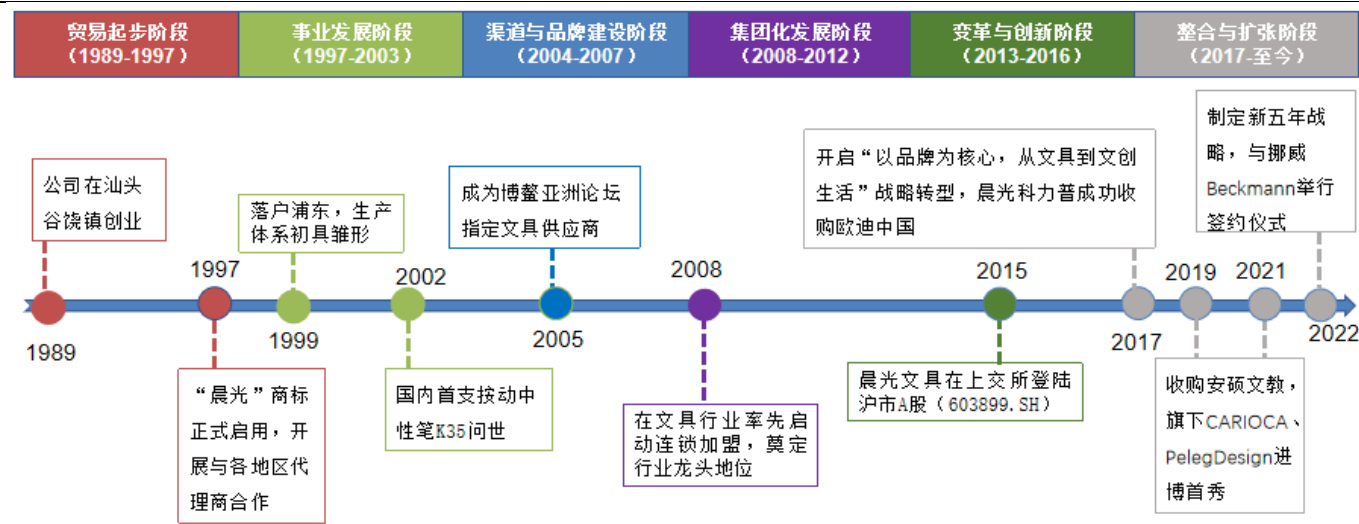 贸易起步阶段
（1989-1997）
事业发展阶段
（1997-2003）
渠道与品牌建设阶段
（2004-2007）
集团化发展阶段
（2008-2012）
变革与创新阶段
（2013-2016）
整合与扩张阶段
（2017-至今）
公司在汕头
谷饶镇创业
落户浦东，生产
体系初具雏形
成为博鳌亚洲论坛
指定文具供应商
开启“以品牌为核心，从文具到文创
生活”战略转型，晨光科力普成功收
购欧迪中国
制定新五年战
略，与挪威
Beckmann举行
签约仪式
1989
1997
1999
2002
2005
2008
2015
2017
2019
2021
2022
“晨光”商标
正式启用，开
展与各地区代
理商合作
国内首支按动中
性笔K35问世
在文具行业率先启
动连锁加盟，奠定
行业龙头地位
晨光文具在上交所登陆
沪市A股（603899.SH）
收购安硕文教，
旗下CARIOCA、
PelegDesign进
博首秀